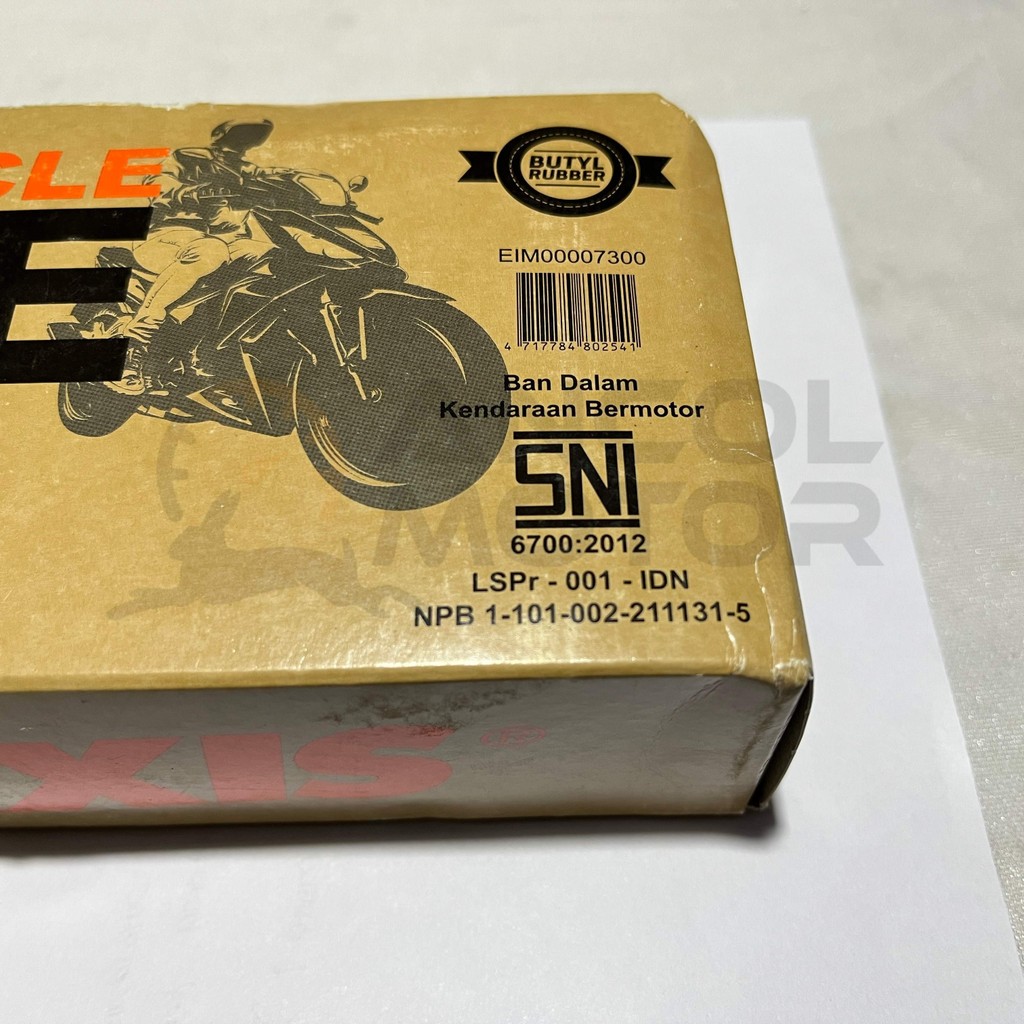 CLE
E
BUTYL
RUBBER
EIM00007300
4 717784 802541
Ban Dalam
Kendaraan Bermotor
SNI
6700:2012
LSPr - 001 - IDN
NPB 1-101-002-211131-5
XIS®
MOTOR